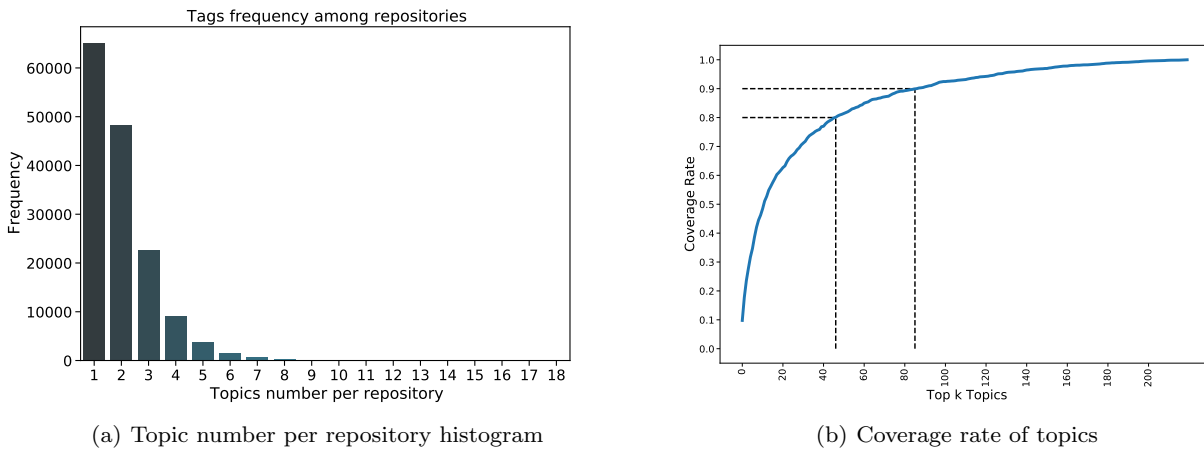 Tags frequency among repositories
Frequency
60000
50000
40000
30000
20000
10000
0
1 2 3 4 5 6 7 8 9 10 11 12 13 14 15 16 17 18
Topics number per repository
(a) Topic number per repository histogram
Coverage Rate
1.0
0.9
0.8
0.7
0.6
0.5
0.4
0.3
0.2
0.1
0.0
0 20 40 60 80 100 120 140 160 180 200
Top k Topics
(b) Coverage rate of topics